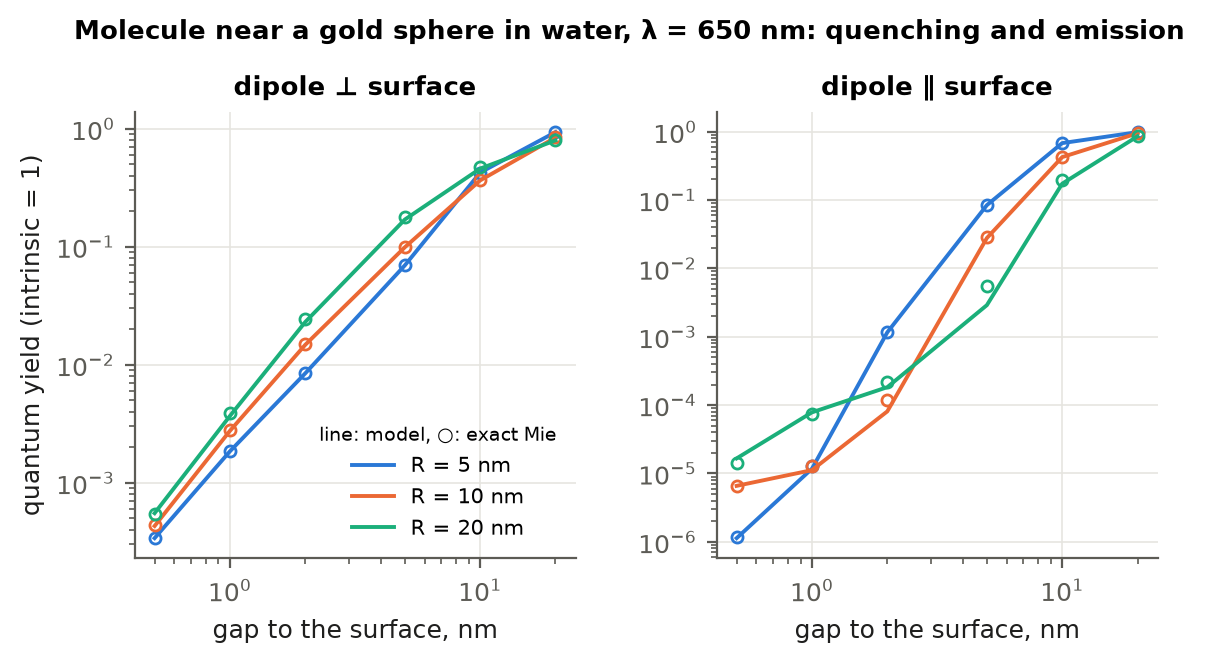 Molecule near a gold sphere in water, λ = 650 nm: quenching and emission
dipole ⊥ surface
quantum yield (intrinsic = 1)
10⁰
10⁻¹
10⁻²
10⁻³
line: model, ○: exact Mie
R = 5 nm
R = 10 nm
R = 20 nm
10⁰
10¹
gap to the surface, nm
dipole ∥ surface
10⁰
10⁻¹
10⁻²
10⁻³
10⁻⁴
10⁻⁵
10⁻⁶
10⁰
10¹
gap to the surface, nm